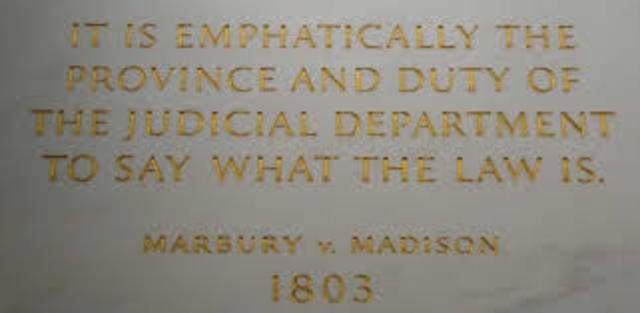 IT IS EMPHATICALLY THE
PROVINCE AND DUTY OF
THE JUDICIAL DEPARTMENT
TO SAY WHAT THE LAW IS.
MARBURY v. MADISON
1803